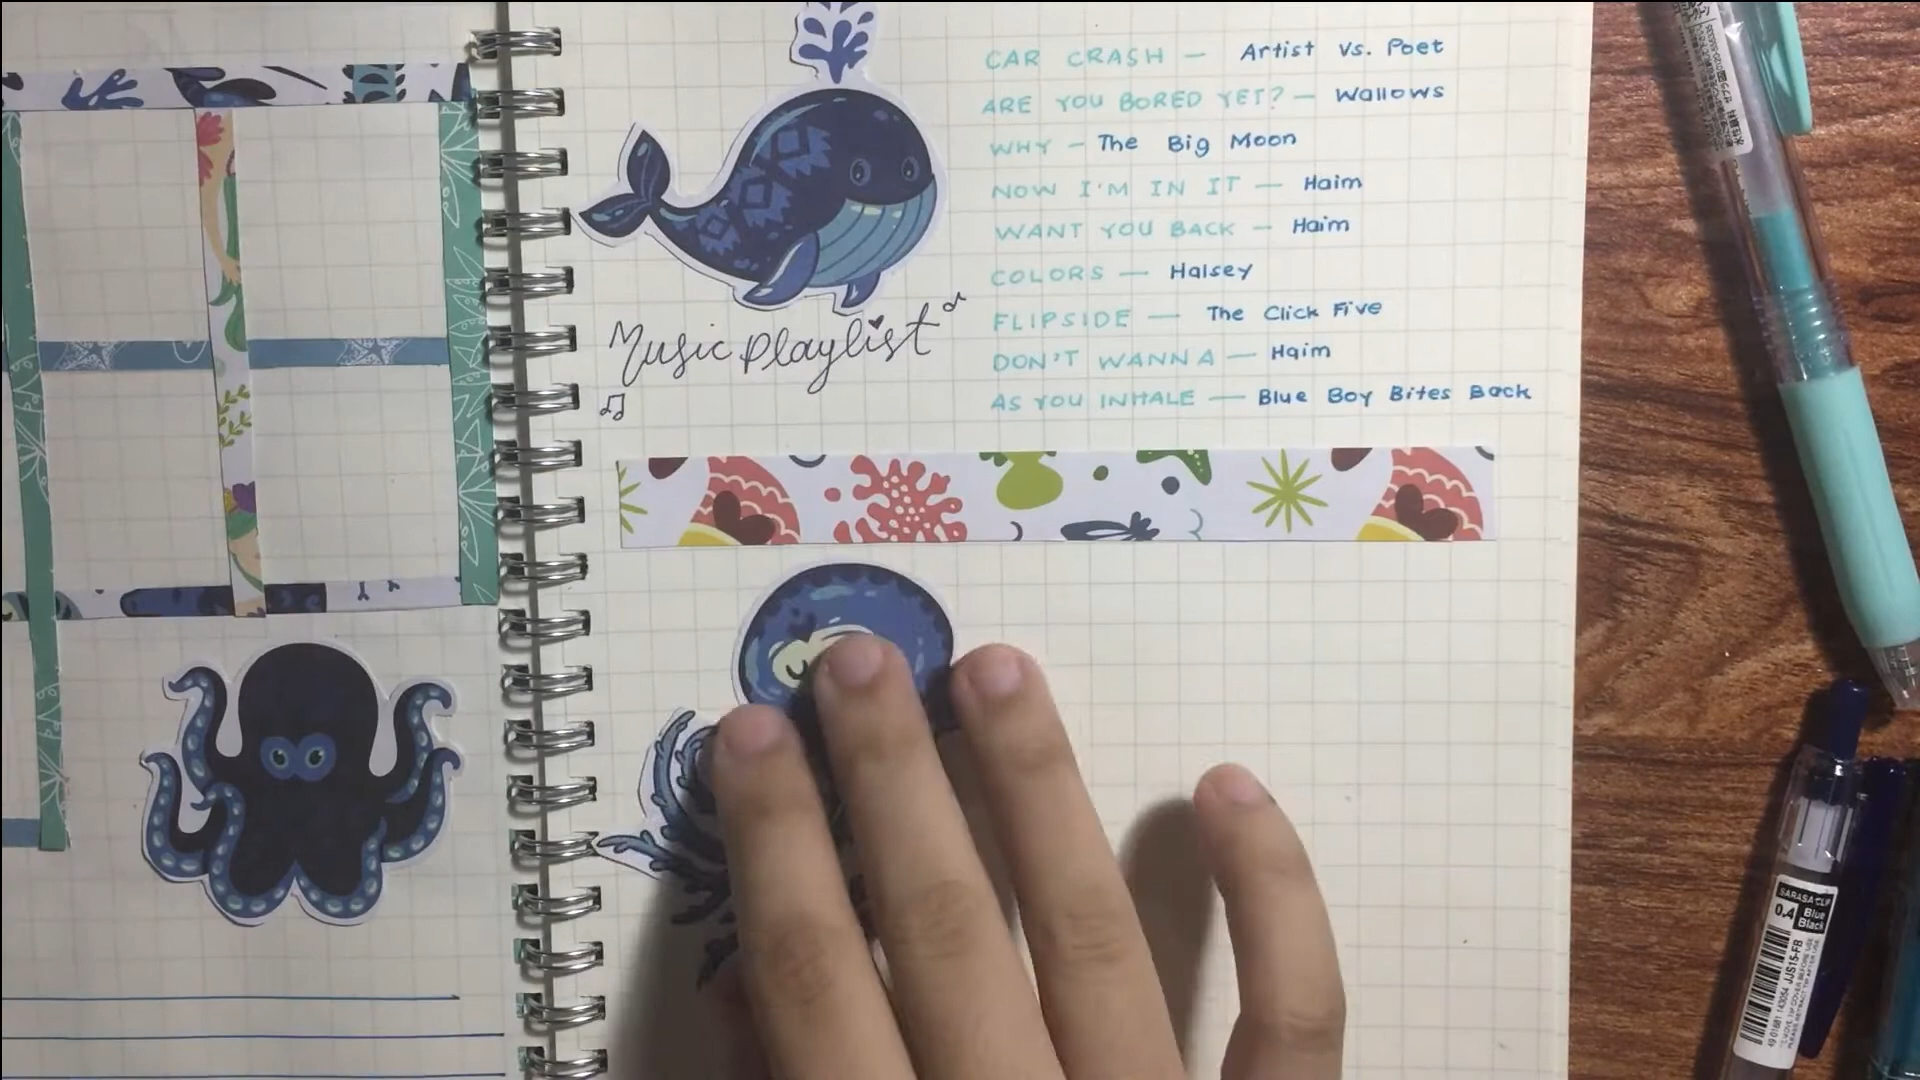 CAR CRASH — Artist Vs. Poet
ARE YOU BORED YET? — Wallows
WHY — The Big Moon
NOW I'M IN IT — Haim
WANT YOU BACK — Haim
COLORS — Halsey
FLIPSIDE — The Click Five
DON'T WANNA — Haim
AS YOU INHALE — Blue Boy Bites Back
Music Playlist
SARASA CLIP
0.4 Blue Black
JJS15-FB